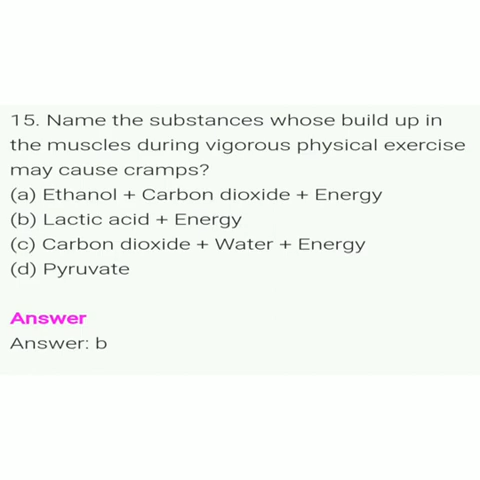 15. Name the substances whose build up in
the muscles during vigorous physical exercise
may cause cramps?
(a) Ethanol + Carbon dioxide + Energy
(b) Lactic acid + Energy
(c) Carbon dioxide + Water + Energy
(d) Pyruvate
Answer
Answer: b